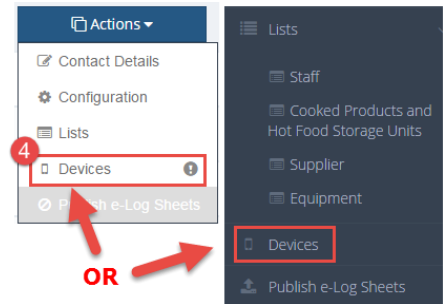 Actions
Contact Details
Configuration
Lists
4
Devices
Publish e-Log Sheets
OR
Lists
Staff
Cooked Products and
Hot Food Storage Units
Supplier
Equipment
Devices
Publish e-Log Sheets